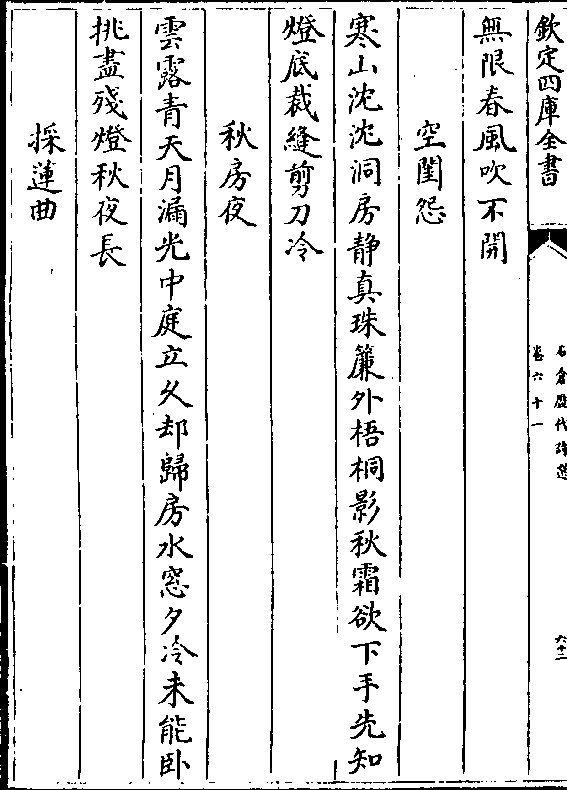 欽定四庫全書
石倉歷代詩選
卷六十一
六十二
無限春風吹不開
空閨怨
寒山沈沈洞房静真珠簾外梧桐影秋霜欲下手先知
燈底裁縫剪刀冷
秋房夜
雲露青天月漏光中庭立久却歸房水窓夕冷未能卧
挑盡殘燈秋夜長
採蓮曲